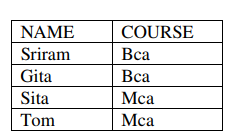 NAME COURSE
Sriram Bca
Gita Bca
Sita Mca
Tom Mca